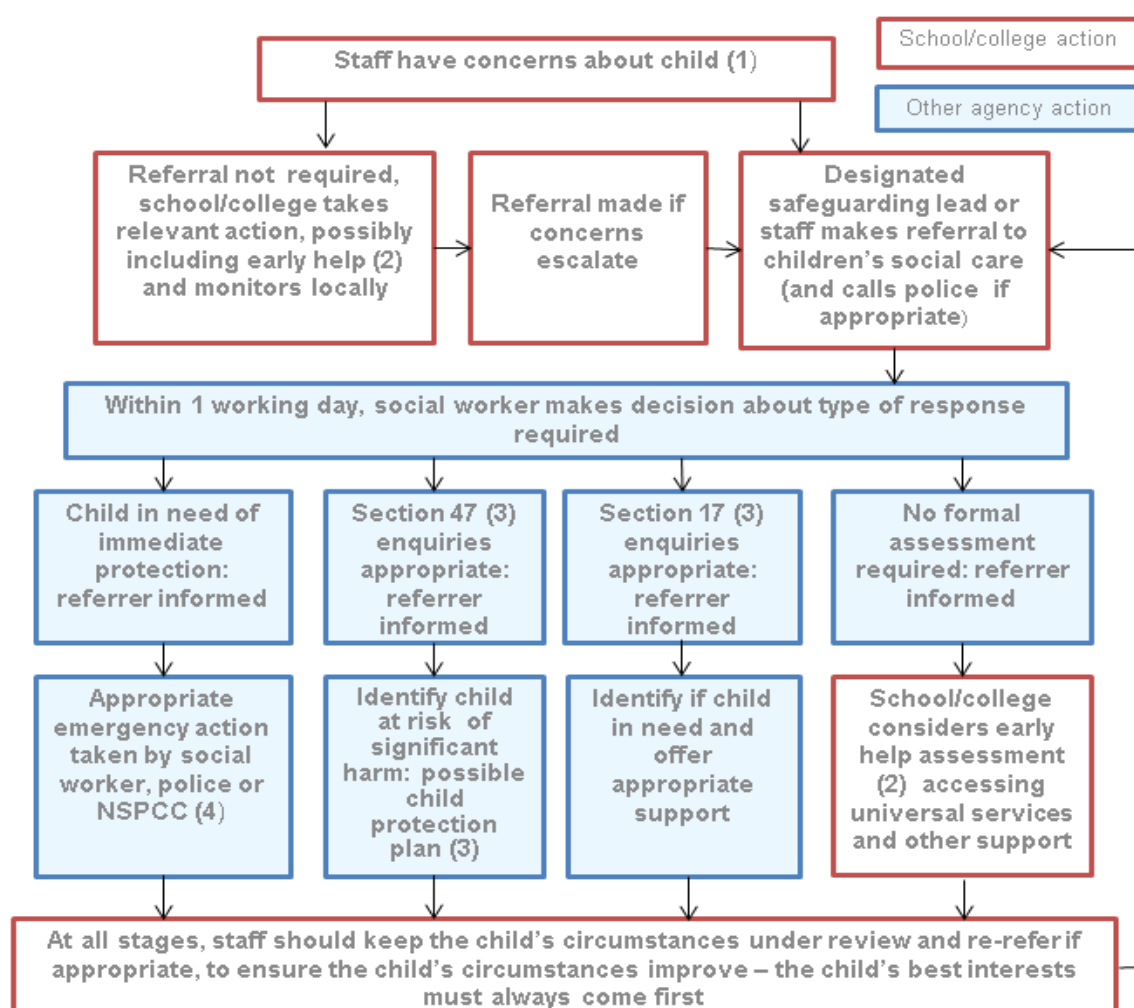 School/college action
Staff have concerns about child (1)
Other agency action
Referral not required,
school/college takes
relevant action, possibly
including early help (2)
and monitors locally
Referral made if
concerns
escalate
Designated
safeguarding lead or
staff makes referral to
children's social care
(and calls police if
appropriate)
Within 1 working day, social worker makes decision about type of response
required
Child in need of
immediate
protection:
referrer informed
Section 47 (3)
enquiries
appropriate:
referrer
informed
Section 17 (3)
enquiries
appropriate:
referrer
informed
No formal
assessment
required: referrer
informed
Appropriate
emergency action
taken by social
worker, police or
NSPCC (4)
Identify child
at risk of
significant
harm: possible
child
protection
plan (3)
Identify if child
in need and
offer
appropriate
support
School/college
considers early
help assessment
(2) accessing
universal services
and other support
At all stages, staff should keep the child's circumstances under review and re-refer if
appropriate, to ensure the child's circumstances improve – the child's best interests
must always come first